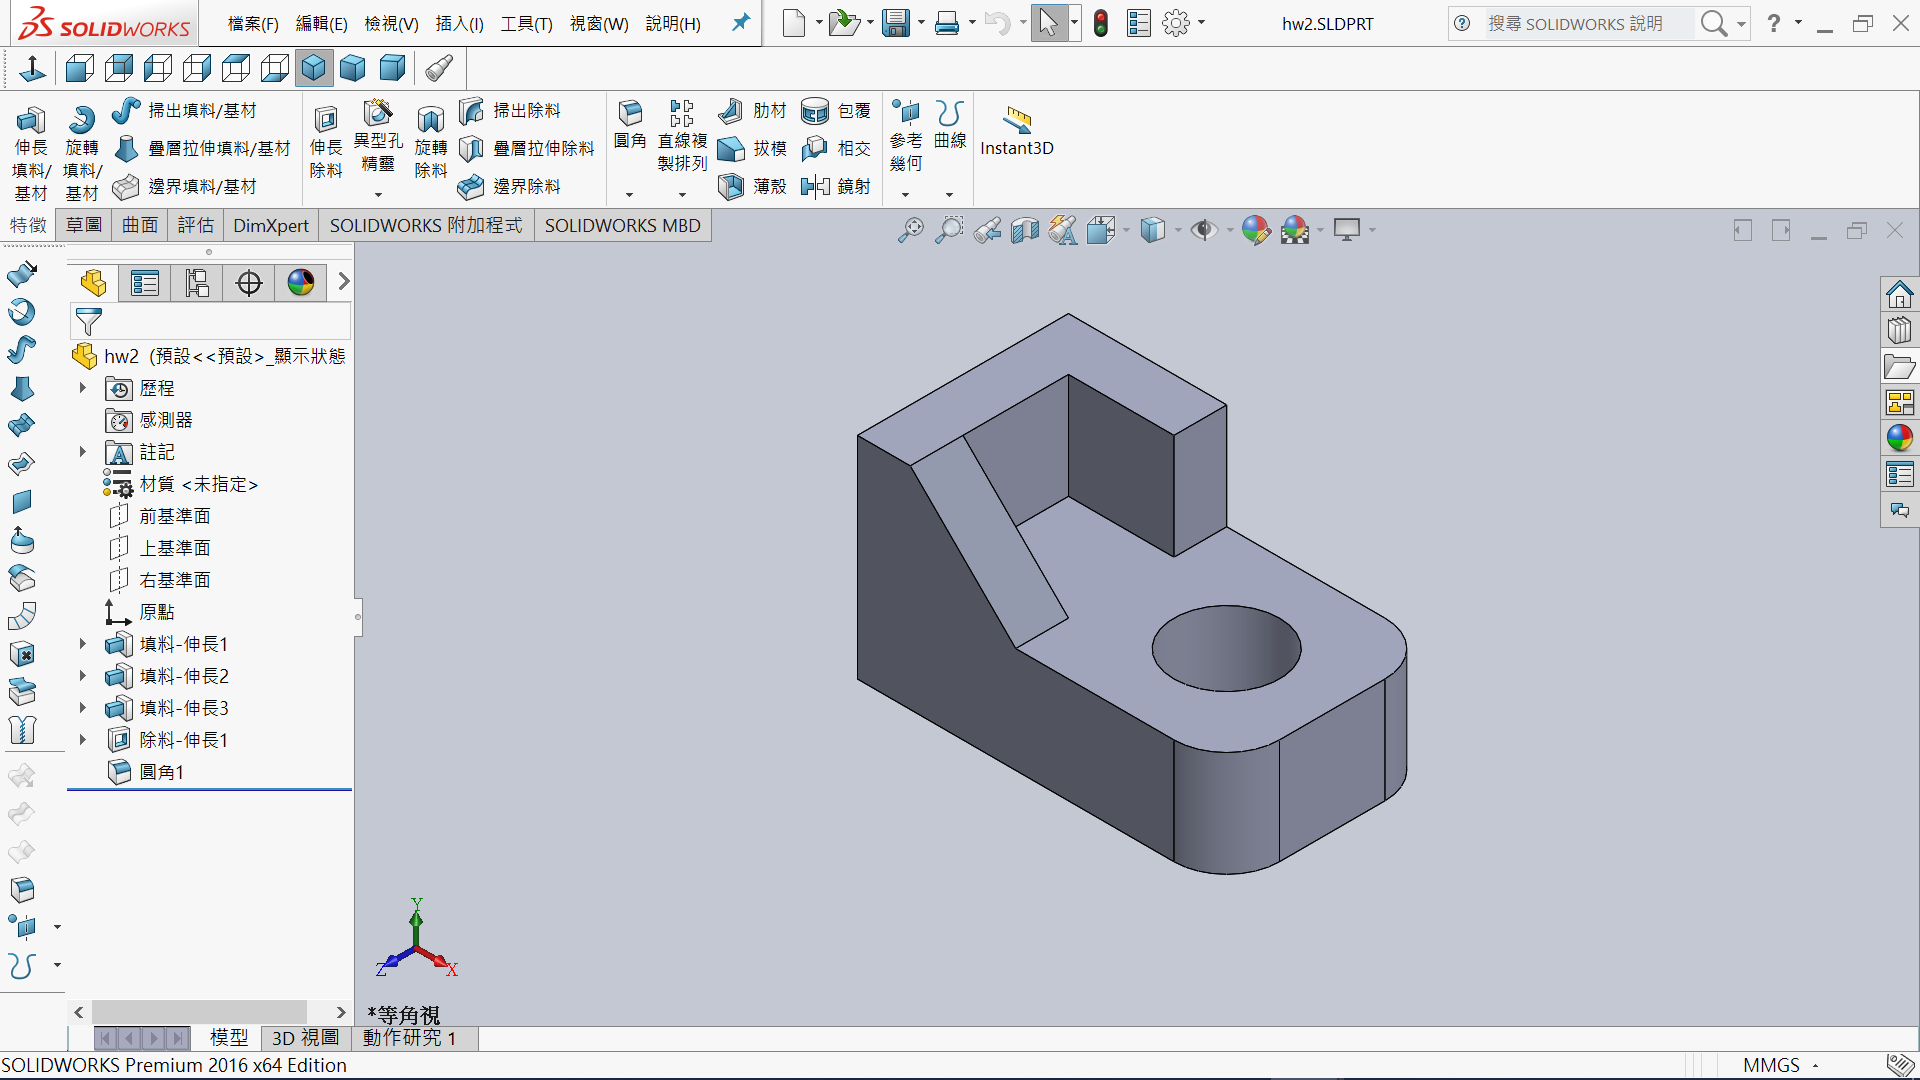 SOLIDWORKS 檔案(F) 編輯(E) 檢視(V) 插入(I) 工具(T) 視窗(W) 說明(H) hw2.SLDPRT 搜尋 SOLIDWORKS 說明
伸長填料/基材
旋轉填料/基材
掃出填料/基材
疊層拉伸填料/基材
邊界填料/基材
伸長除料
異型孔精靈
旋轉除料
掃出除料
疊層拉伸除料
邊界除料
圓角
直線複製排列
肋材
拔模
薄殼
包覆
相交
鏡射
參考幾何
曲線
Instant3D
特徵 草圖 曲面 評估 DimXpert SOLIDWORKS 附加程式 SOLIDWORKS MBD
hw2 (預設<<預設>_顯示狀態
歷程
感測器
註記
材質 <未指定>
前基準面
上基準面
右基準面
原點
填料-伸長1
填料-伸長2
填料-伸長3
除料-伸長1
圓角1
Y
Z X
*等角視
模型 3D 視圖 動作研究 1
SOLIDWORKS Premium 2016 x64 Edition MMGS